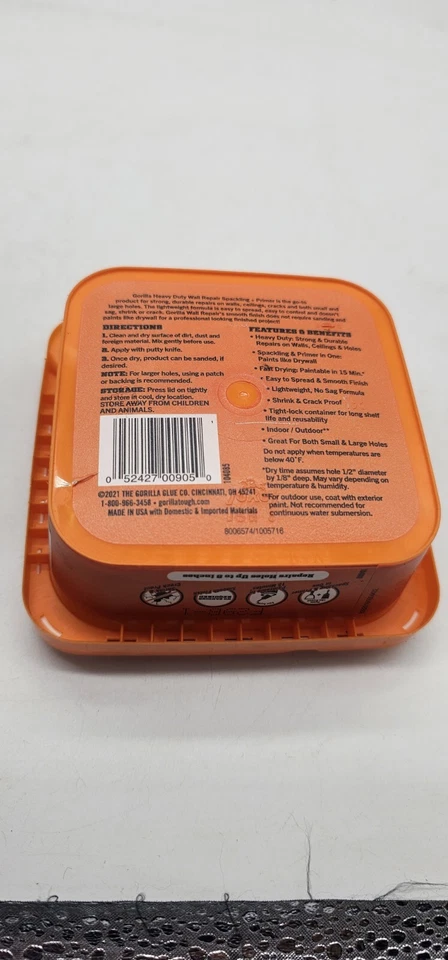 Gorilla Heavy Duty Wall Repair Spackling + Primer is the go-to
product for strong, durable repairs on walls, ceilings, cracks and both small and
large holes. The lightweight formula is easy to spread, easy to control and doesn't
sag, shrink or crack. Gorilla Wall Repair's smooth finish does not require sanding and
paints like drywall for a professional looking finished project!
DIRECTIONS
1. Clean and dry surface of dirt, dust and
foreign material. Mix gently before use.
2. Apply with putty knife.
3. Once dry, product can be sanded, if
desired.
NOTE: For larger holes, using a patch
or backing is recommended.
STORAGE: Press lid on tightly
and store in cool, dry location.
STORE AWAY FROM CHILDREN
AND ANIMALS.
0 52427 00905 0
104085
©2021 THE GORILLA GLUE CO. CINCINNATI, OH 45241
1-800-966-3458 • gorillatough.com
MADE IN USA with Domestic & Imported Materials
FEATURES & BENEFITS
• Heavy Duty: Strong & Durable
Repairs on Walls, Ceilings & Holes
• Spackling & Primer in One:
Paints like Drywall
• Fast Drying: Paintable in 15 Min.*
• Easy to Spread & Smooth Finish
• Lightweight, No Sag Formula
• Shrink & Crack Proof
• Tight-lock container for long shelf
life and reusability
• Indoor / Outdoor**
• Great For Both Small & Large Holes
Do not apply when temperatures are
below 40°F.
*Dry time assumes hole 1/2" diameter
by 1/8" deep. May vary depending on
temperature & humidity.
**For outdoor use, coat with exterior
paint. Not recommended for
continuous water submersion.
8006574/1005716
Repairs Holes Up to 8 Inches